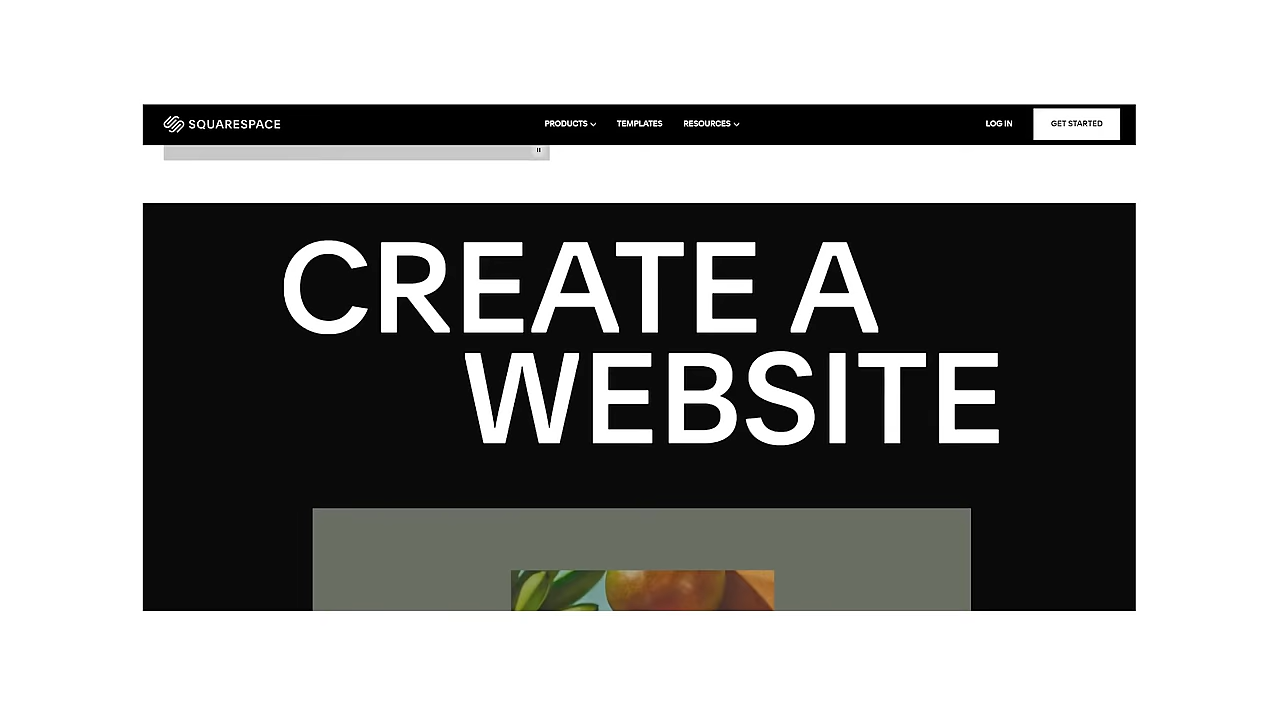 SQUARESPACE
PRODUCTS
TEMPLATES
RESOURCES
LOG IN
GET STARTED
CREATE A
WEBSITE